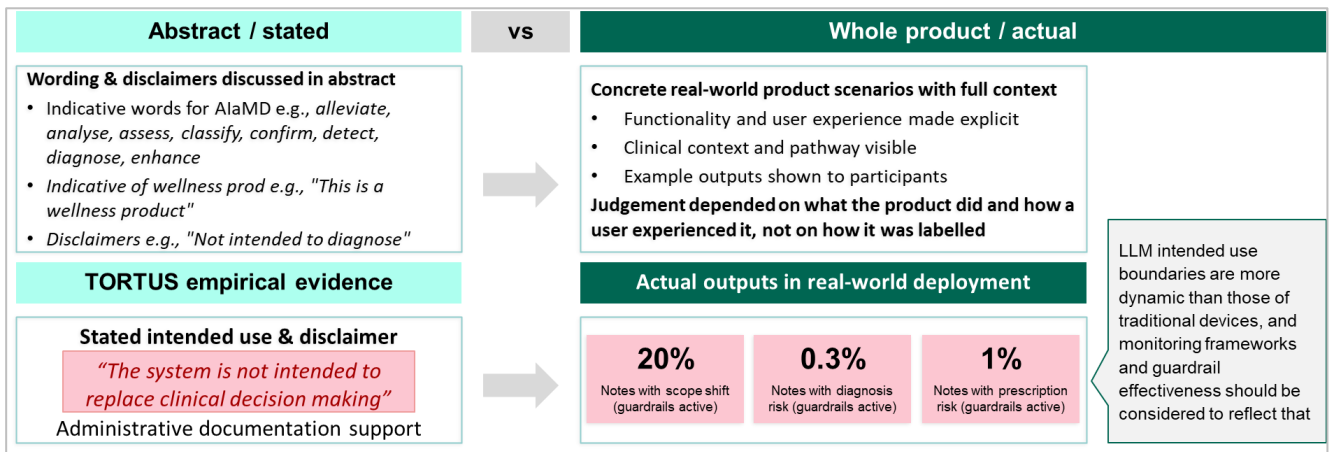 Abstract / stated
vs
Whole product / actual
Wording & disclaimers discussed in abstract
• Indicative words for AIaMD e.g., alleviate,
analyse, assess, classify, confirm, detect,
diagnose, enhance
• Indicative of wellness prod e.g., "This is a
wellness product"
• Disclaimers e.g., "Not intended to diagnose"
Concrete real-world product scenarios with full context
• Functionality and user experience made explicit
• Clinical context and pathway visible
• Example outputs shown to participants
Judgement depended on what the product did and how a
user experienced it, not on how it was labelled
TORTUS empirical evidence
Actual outputs in real-world deployment
Stated intended use & disclaimer
“The system is not intended to
replace clinical decision making”
Administrative documentation support
20%
Notes with scope shift
(guardrails active)
0.3%
Notes with diagnosis
risk (guardrails active)
1%
Notes with prescription
risk (guardrails active)
LLM intended use
boundaries are more
dynamic than those of
traditional devices, and
monitoring frameworks
and guardrail
effectiveness should be
considered to reflect that